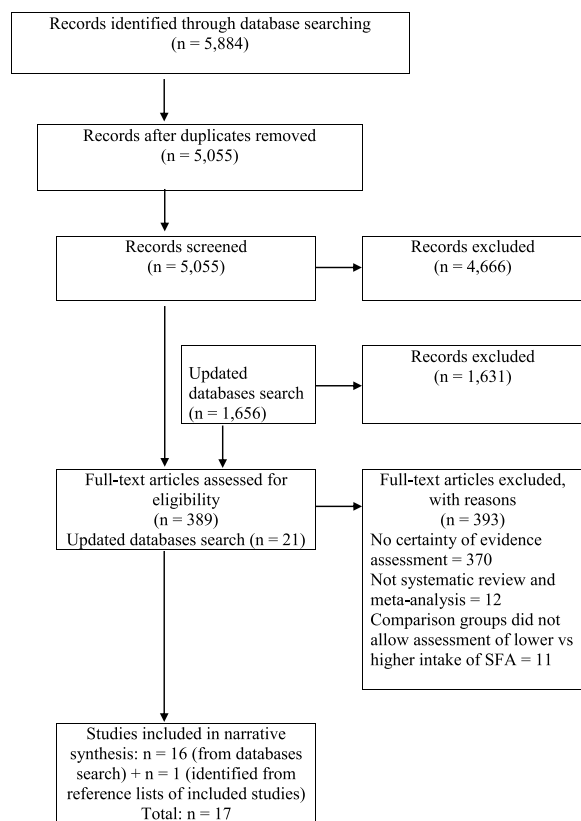 Records identified through database searching
(n = 5,884)
Records after duplicates removed
(n = 5,055)
Records screened
(n = 5,055)
Records excluded
(n = 4,666)
Updated
databases search
(n = 1,656)
Records excluded
(n = 1,631)
Full-text articles assessed for
eligibility
(n = 389)
Updated databases search (n = 21)
Full-text articles excluded,
with reasons
(n = 393)
No certainty of evidence
assessment = 370
Not systematic review and
meta-analysis = 12
Comparison groups did not
allow assessment of lower vs
higher intake of SFA = 11
Studies included in narrative
synthesis: n = 16 (from databases
search) + n = 1 (identified from
reference lists of included studies)
Total: n = 17